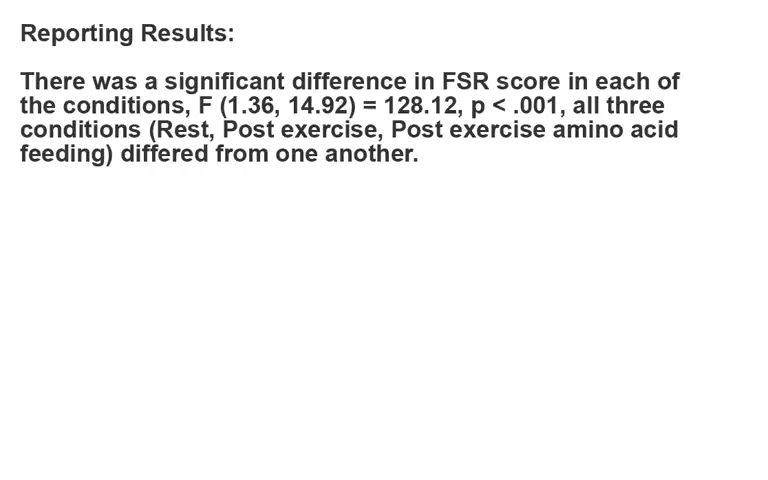 Reporting Results:
There was a significant difference in FSR score in each of
the conditions, F (1.36, 14.92) = 128.12, p < .001, all three
conditions (Rest, Post exercise, Post exercise amino acid
feeding) differed from one another.